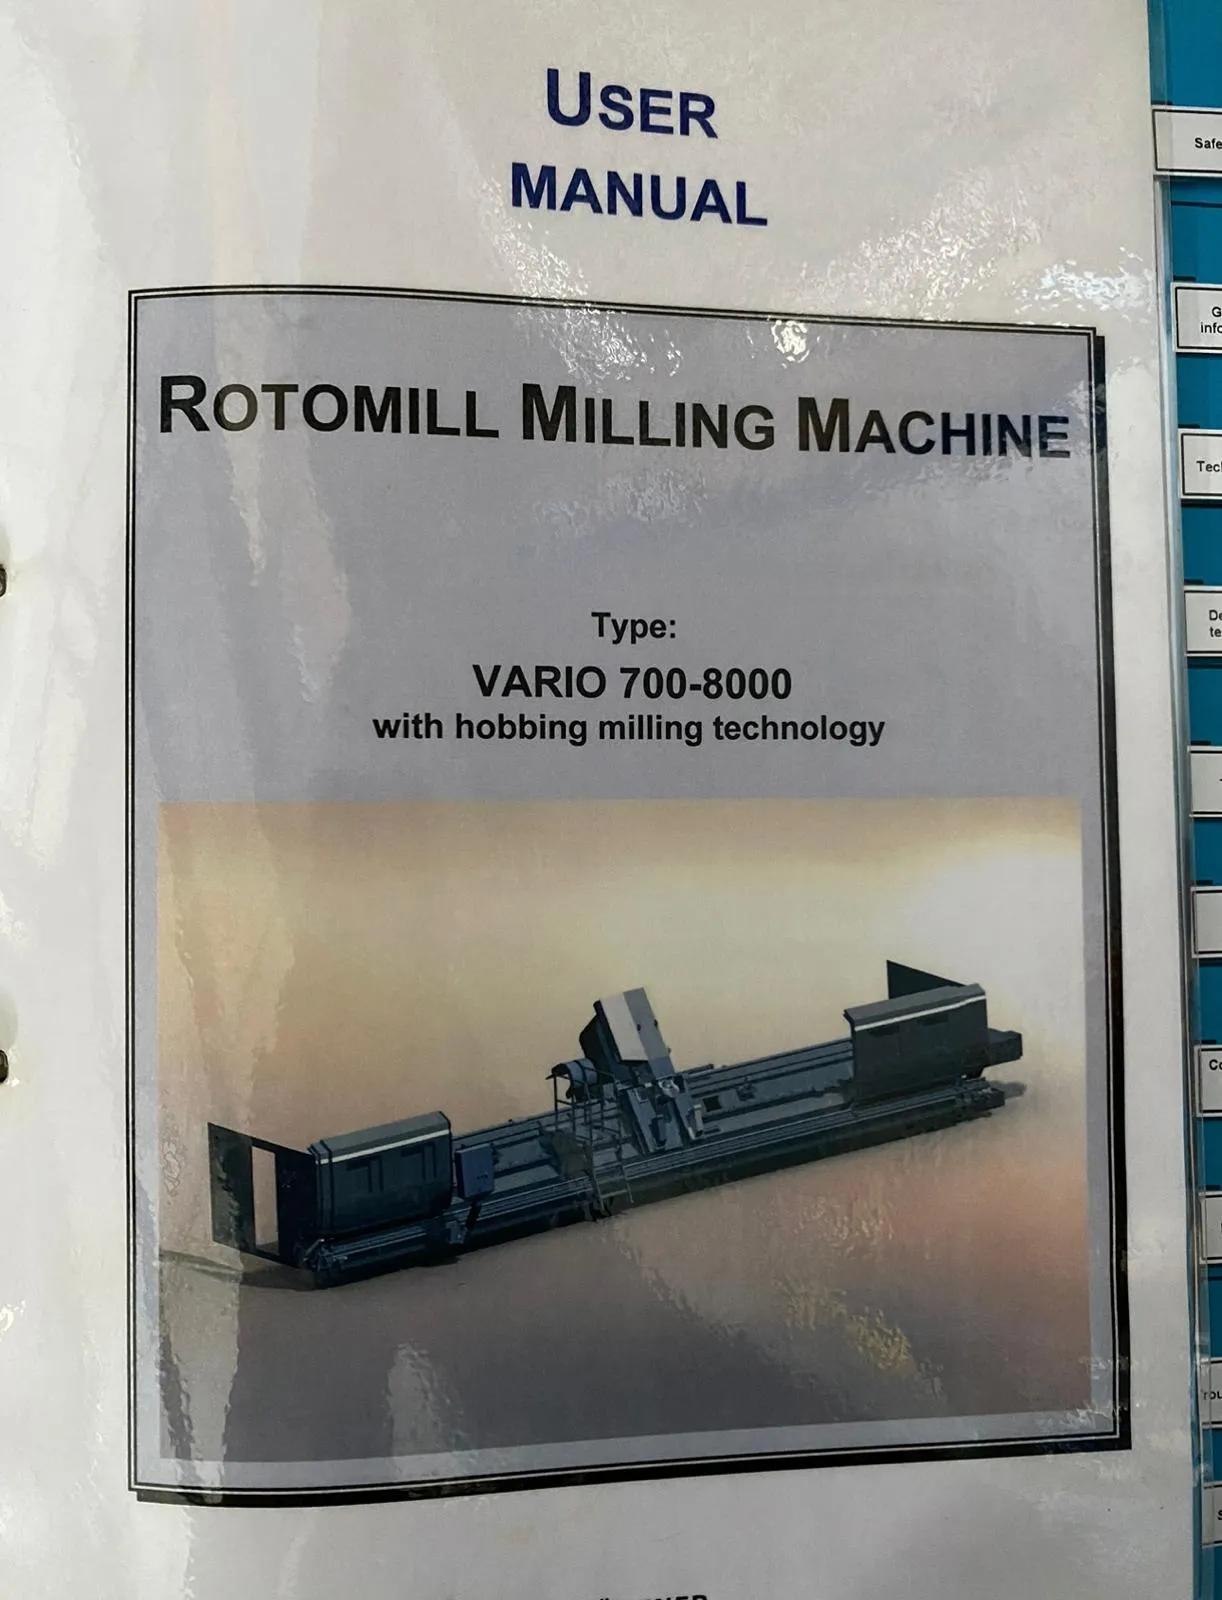 USER
MANUAL
ROTOMILL MILLING MACHINE
Type:
VARIO 700-8000
with hobbing milling technology